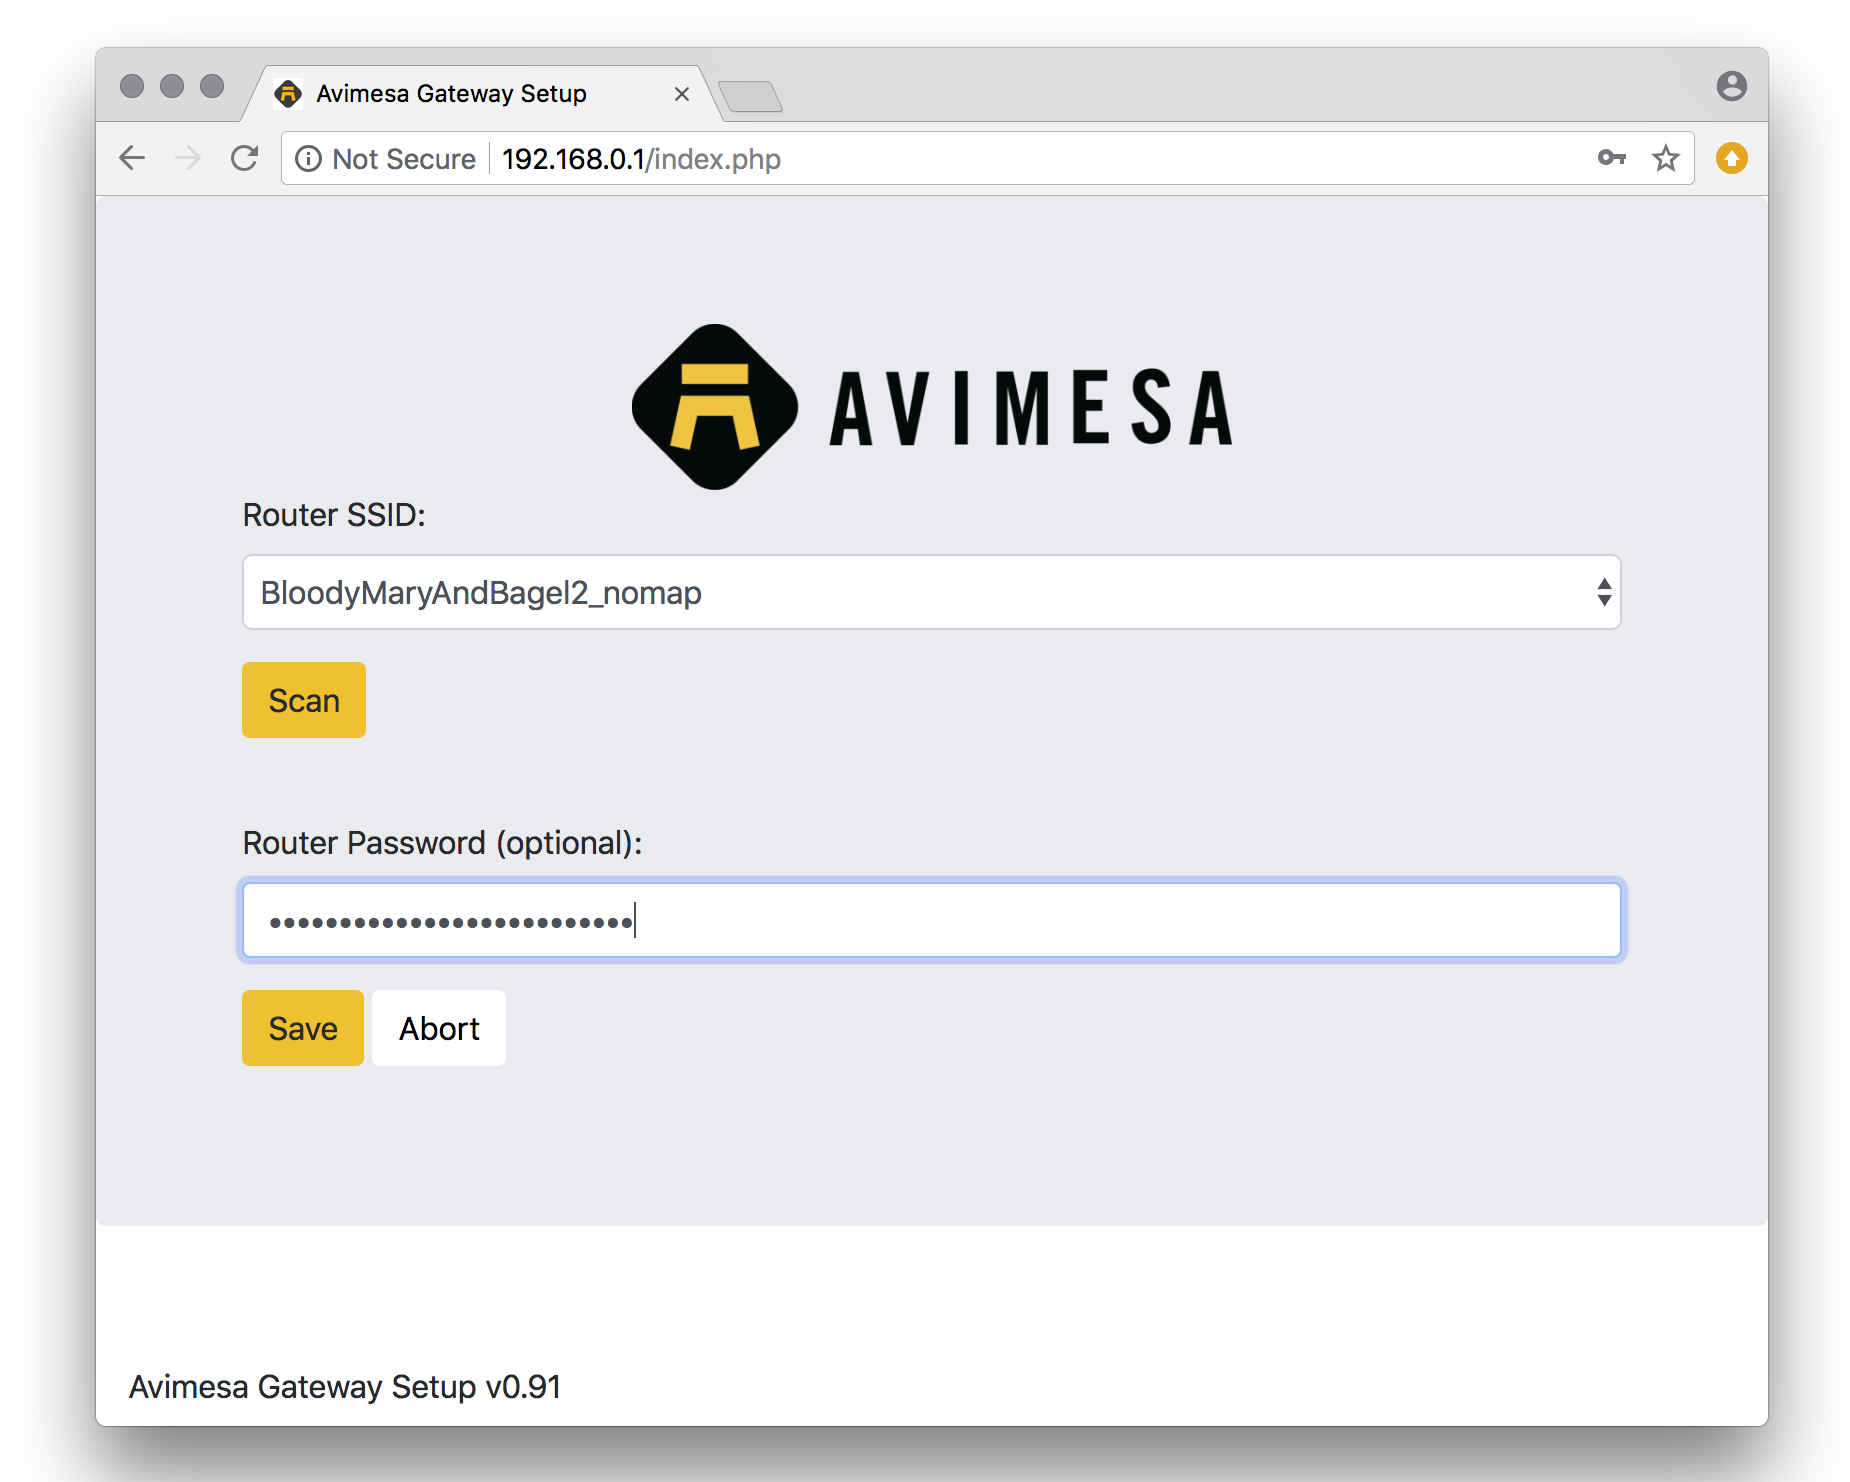 Avimesa Gateway Setup
Not Secure 192.168.0.1/index.php
AVIMESA
Router SSID:
BloodyMaryAndBagel2_nomap
Scan
Router Password (optional):
••••••••••••••••••••••••••
Save Abort
Avimesa Gateway Setup v0.91